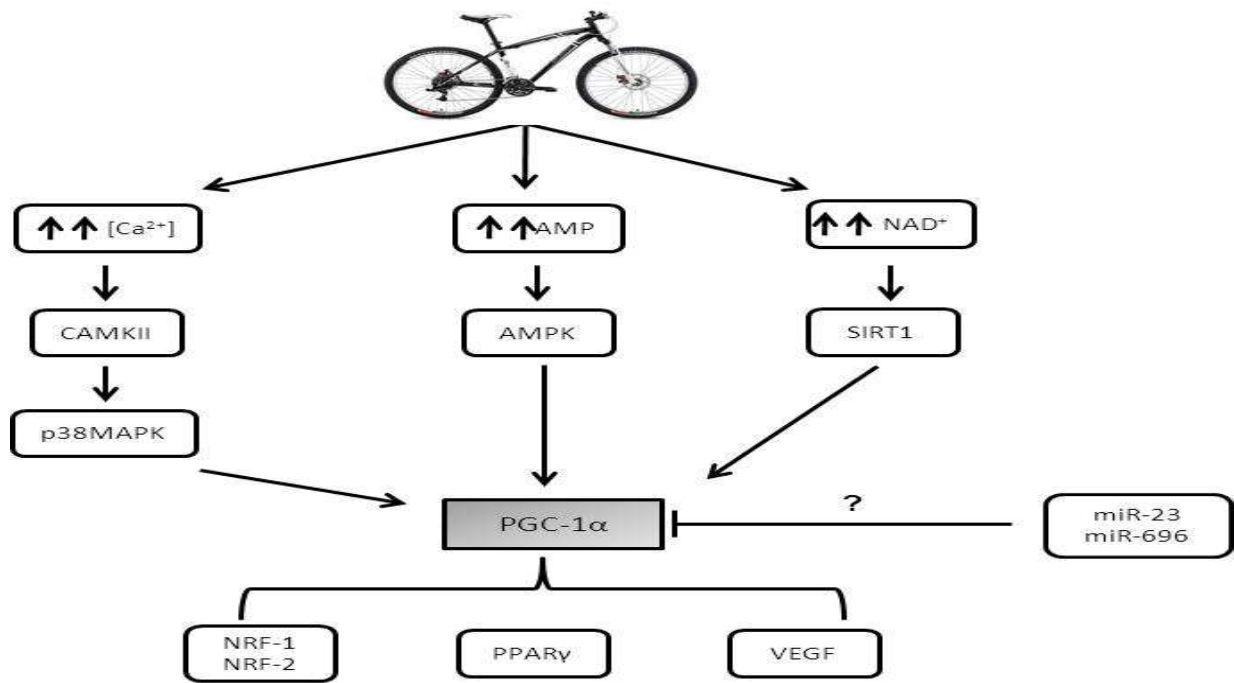 ↑↑ [Ca²⁺]
↑↑AMP
↑↑ NAD⁺
CAMKII
AMPK
SIRT1
p38MAPK
?
PGC-1α
miR-23
miR-696
NRF-1
NRF-2
PPARγ
VEGF